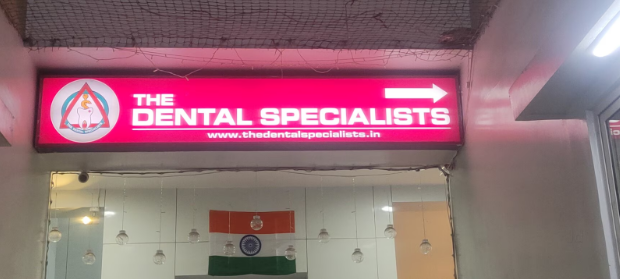 THE
DENTAL SPECIALISTS
www.thedentalspecialists.in